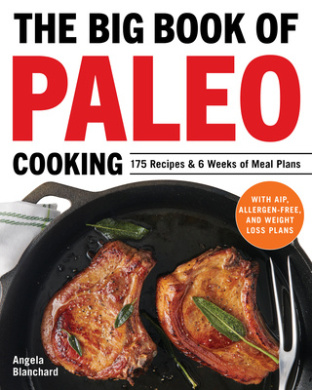 THE BIG BOOK OF
PALEO
COOKING
175 Recipes & 6 Weeks of Meal Plans
WITH AIP,
ALLERGEN-FREE,
AND WEIGHT
LOSS PLANS
Angela
Blanchard